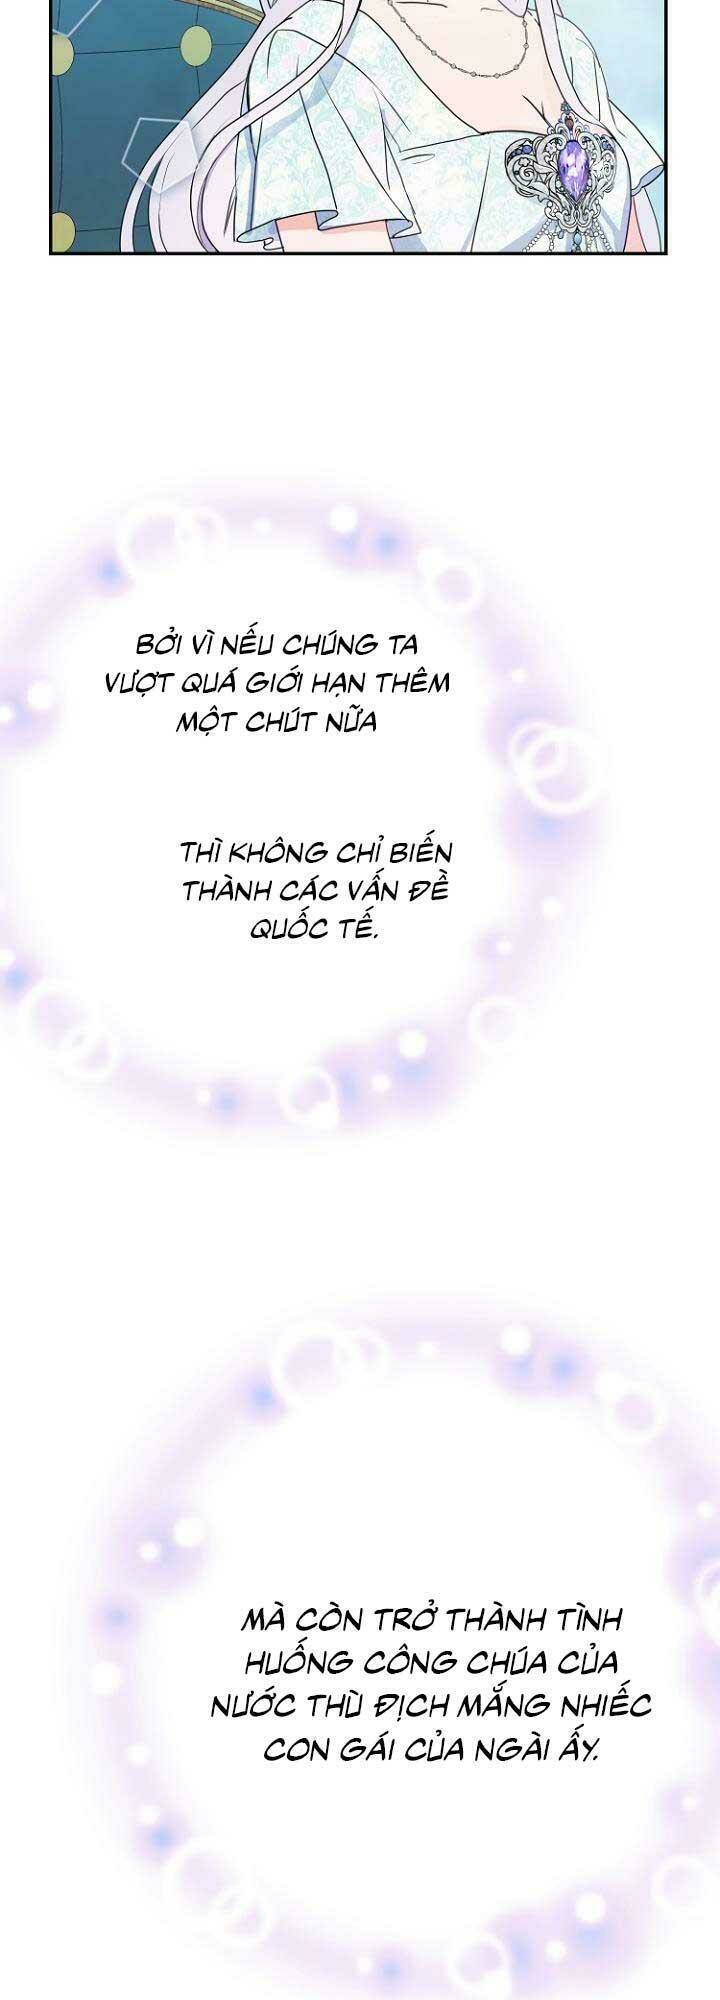 BỞI VÌ NẾU CHÚNG TA
VƯỢT QUÁ GIỚI HẠN THÊM
MỘT CHÚT NỮA
THÌ KHÔNG CHỈ BIẾN
THÀNH CÁC VẤN ĐỀ
QUỐC TẾ.
MÀ CÒN TRỞ THÀNH TÌNH
HUỐNG CÔNG CHÚA CỦA
NƯỚC THÙ ĐỊCH MẮNG NHIẾC
CON GÁI CỦA NGÀI ẤY.